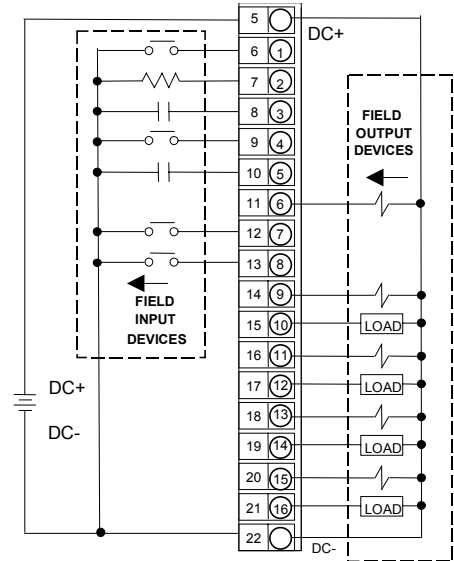 5
DC+
6 1
7 2
8 3
9 4
10 5
11 6
12 7
13 8
14 9
15 10 LOAD
16 11
17 12 LOAD
18 13
19 14 LOAD
20 15
21 16 LOAD
22
DC-
FIELD
OUTPUT
DEVICES
FIELD
INPUT
DEVICES
DC+
DC-